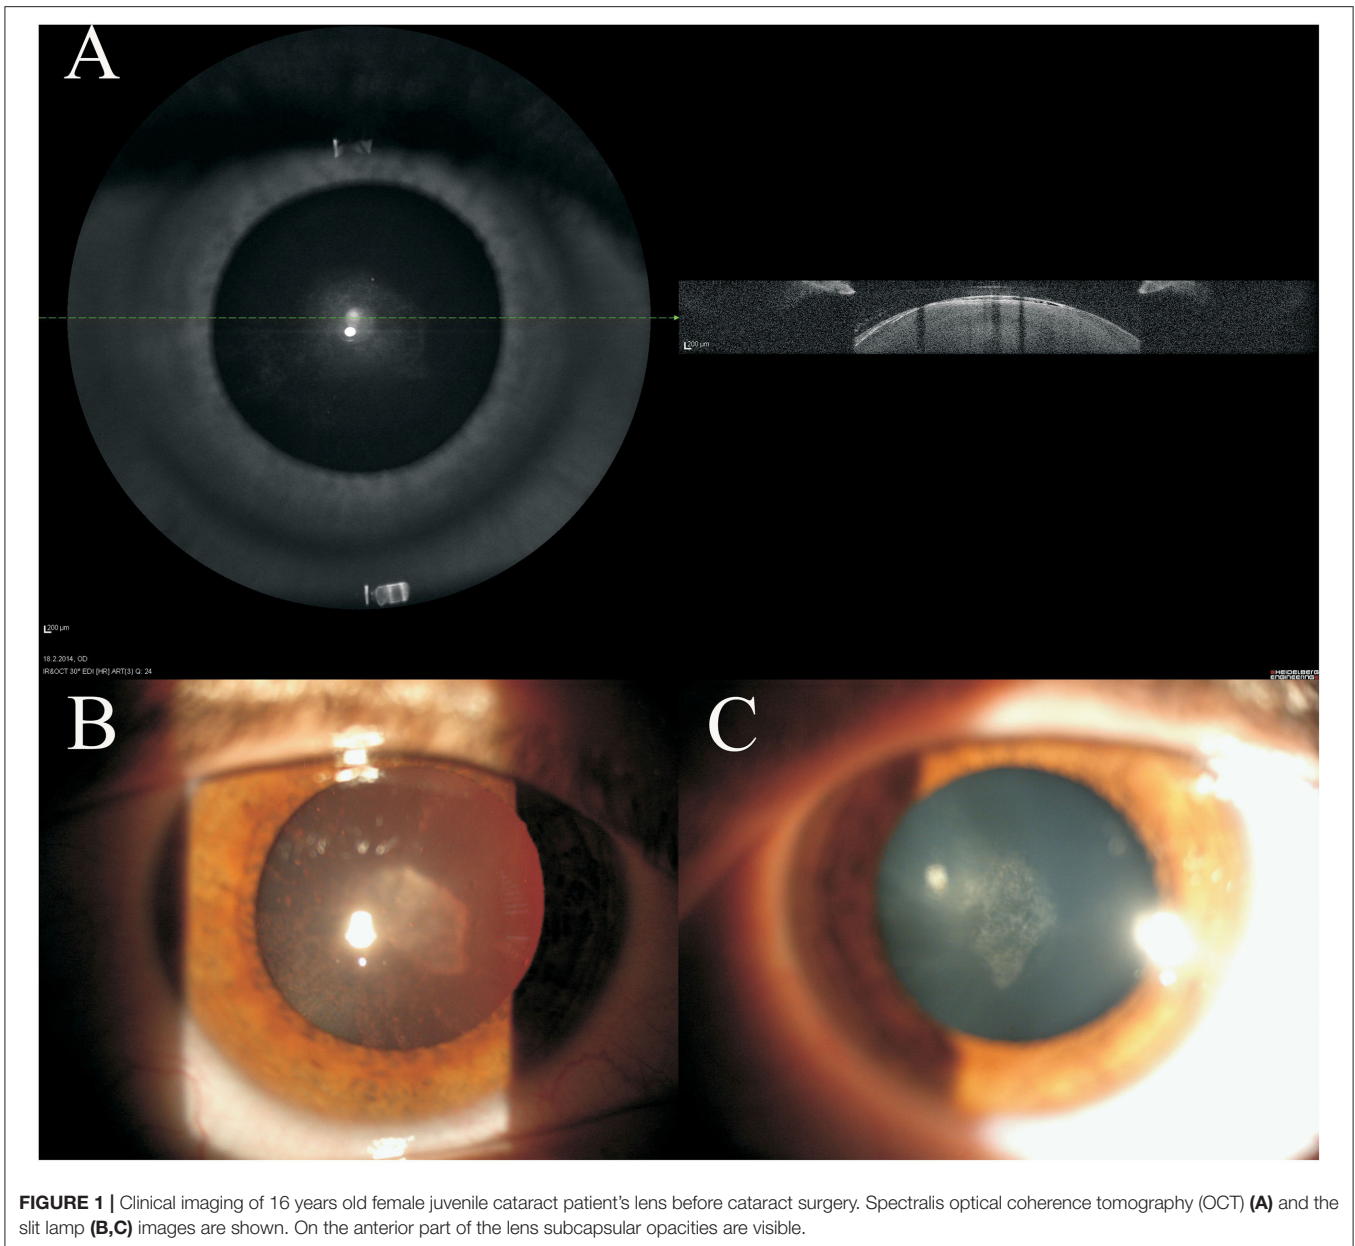 A
200 µm
200 µm
18.2.2014, OD
IR&OCT 30° EDI [HR] ART(3) Q: 24
HEIDELBERG
ENGINEERING
B
C
FIGURE 1 | Clinical imaging of 16 years old female juvenile cataract patient's lens before cataract surgery. Spectralis optical coherence tomography (OCT) (A) and the
slit lamp (B,C) images are shown. On the anterior part of the lens subcapsular opacities are visible.